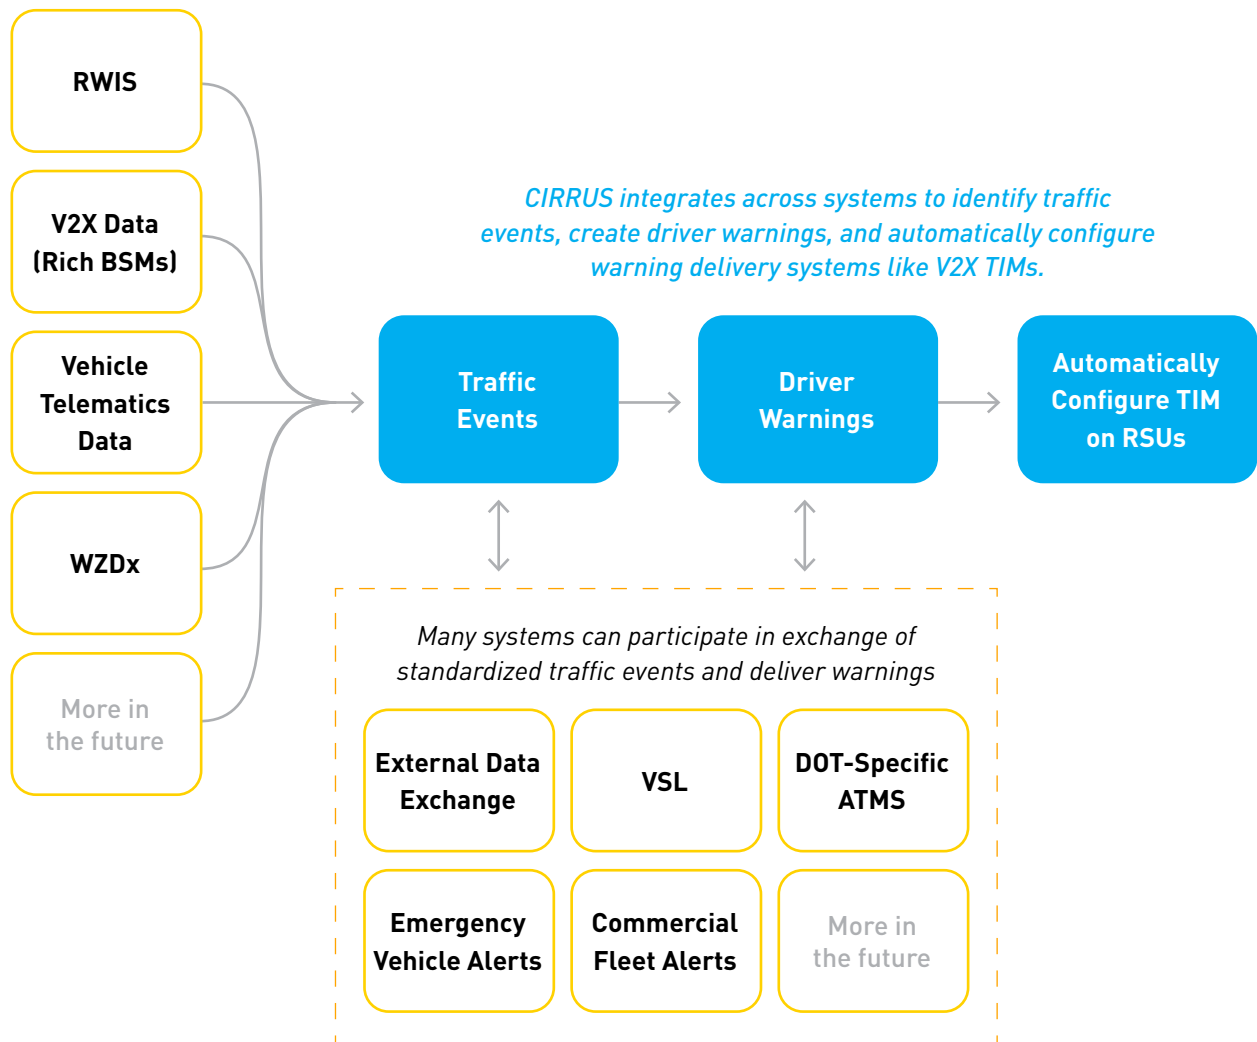 RWIS
V2X Data
(Rich BSMs)
Vehicle
Telematics
Data
WZDx
More in
the future
CIRRUS integrates across systems to identify traffic
events, create driver warnings, and automatically configure
warning delivery systems like V2X TIMs.
Traffic
Events
Driver
Warnings
Automatically
Configure TIM
on RSUs
Many systems can participate in exchange of
standardized traffic events and deliver warnings
External Data
Exchange
VSL
DOT-Specific
ATMS
Emergency
Vehicle Alerts
Commercial
Fleet Alerts
More in
the future